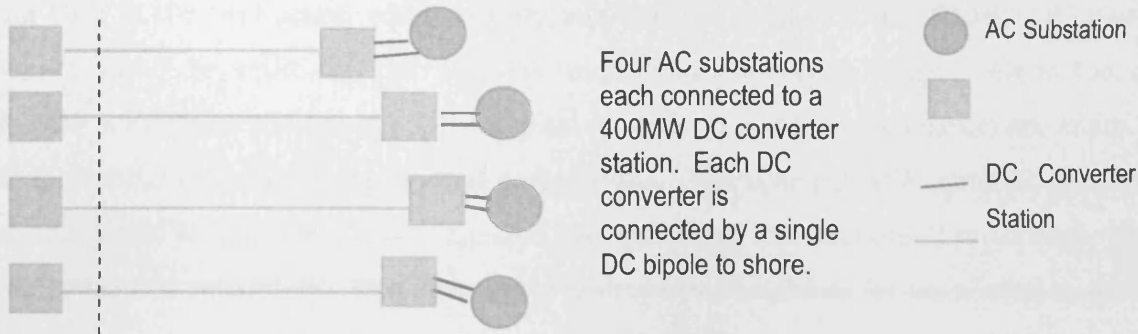 Four AC substations
each connected to a
400MW DC converter
station. Each DC
converter is
connected by a single
DC bipole to shore.
AC Substation
DC Converter
Station